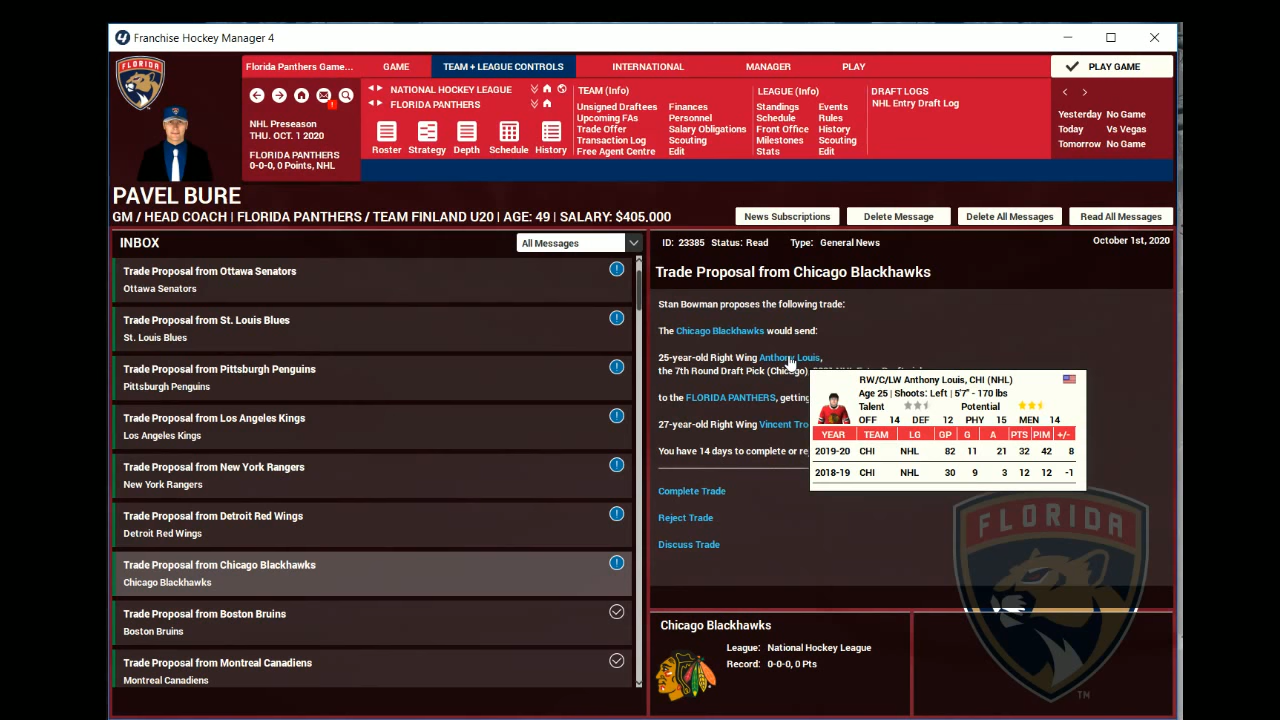 Franchise Hockey Manager 4
Florida Panthers Game...
GAME
TEAM + LEAGUE CONTROLS
INTERNATIONAL
MANAGER
PLAY
PLAY GAME
NHL Preseason
THU. OCT. 1 2020
FLORIDA PANTHERS
0-0-0, 0 Points, NHL
NATIONAL HOCKEY LEAGUE
FLORIDA PANTHERS
Roster Strategy Depth Schedule History
TEAM (Info)
Unsigned Draftees Finances
Upcoming FAs Personnel
Trade Offer Salary Obligations
Transaction Log Scouting
Free Agent Centre Edit
LEAGUE (Info)
Standings Events
Schedule Rules
Front Office History
Milestones Scouting
Stats Edit
DRAFT LOGS
NHL Entry Draft Log
Yesterday No Game
Today Vs Vegas
Tomorrow No Game
PAVEL BURE
GM / HEAD COACH | FLORIDA PANTHERS / TEAM FINLAND U20 | AGE: 49 | SALARY: $405.000
News Subscriptions
Delete Message
Delete All Messages
Read All Messages
INBOX
All Messages
Trade Proposal from Ottawa Senators
Ottawa Senators
Trade Proposal from St. Louis Blues
St. Louis Blues
Trade Proposal from Pittsburgh Penguins
Pittsburgh Penguins
Trade Proposal from Los Angeles Kings
Los Angeles Kings
Trade Proposal from New York Rangers
New York Rangers
Trade Proposal from Detroit Red Wings
Detroit Red Wings
Trade Proposal from Chicago Blackhawks
Chicago Blackhawks
Trade Proposal from Boston Bruins
Boston Bruins
Trade Proposal from Montreal Canadiens
Montreal Canadiens
ID: 23385 Status: Read Type: General News
October 1st, 2020
Trade Proposal from Chicago Blackhawks
Stan Bowman proposes the following trade:
The Chicago Blackhawks would send:
25-year-old Right Wing Anthony Louis,
the 7th Round Draft Pick (Chicago)
to the FLORIDA PANTHERS, getting
27-year-old Right Wing Vincent Tro
You have 14 days to complete or re
Complete Trade
Reject Trade
Discuss Trade
RW/C/LW Anthony Louis, CHI (NHL)
Age 25 | Shoots: Left | 5'7" - 170 lbs
Talent Potential
OFF 14 DEF 12 PHY 15 MEN 14
YEAR TEAM LG GP G A PTS PIM +/-
2019-20 CHI NHL 82 11 21 32 42 8
2018-19 CHI NHL 30 9 3 12 12 -1
Chicago Blackhawks
League: National Hockey League
Record: 0-0-0, 0 Pts
FLORIDA
TM
FLORIDA